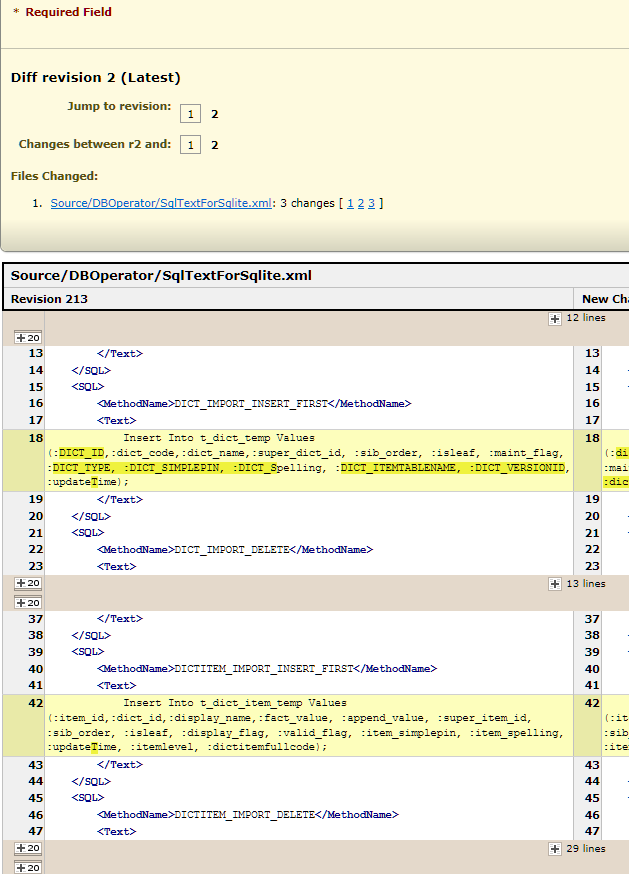 * Required Field
Diff revision 2 (Latest)
Jump to revision: 1 2
Changes between r2 and: 1 2
Files Changed:
1. Source/DBOperator/SqlTextForSqlite.xml: 3 changes [ 1 2 3 ]
Source/DBOperator/SqlTextForSqlite.xml
Revision 213 New Cha
+ 12 lines
+ 20
13 </Text> 13
14 </SQL> 14
15 <SQL> 15
16 <MethodName>DICT_IMPORT_INSERT_FIRST</MethodName> 16
17 <Text> 17
18 Insert Into t_dict_temp Values 18
(:DICT_ID,:dict_code,:dict_name,:super_dict_id, :sib_order, :isleaf, :maint_flag, (:di
:DICT_TYPE, :DICT_SIMPLEPIN, :DICT_Spelling, :DICT_ITEMTABLENAME, :DICT_VERSIONID, :mai
:updateTime); :dic
19 </Text> 19
20 </SQL> 20
21 <SQL> 21
22 <MethodName>DICT_IMPORT_DELETE</MethodName> 22
23 <Text> 23
+ 20 + 13 lines
+ 20
37 </Text> 37
38 </SQL> 38
39 <SQL> 39
40 <MethodName>DICTITEM_IMPORT_INSERT_FIRST</MethodName> 40
41 <Text> 41
42 Insert Into t_dict_item_temp Values 42
(:item_id,:dict_id,:display_name,:fact_value, :append_value, :super_item_id, (:it
:sib_order, :isleaf, :display_flag, :valid_flag, :item_simplepin, :item_spelling, :sib
:updateTime, :itemlevel, :dictitemfullcode); :ite
43 </Text> 43
44 </SQL> 44
45 <SQL> 45
46 <MethodName>DICTITEM_IMPORT_DELETE</MethodName> 46
47 <Text> 47
+ 20 + 29 lines
+ 20